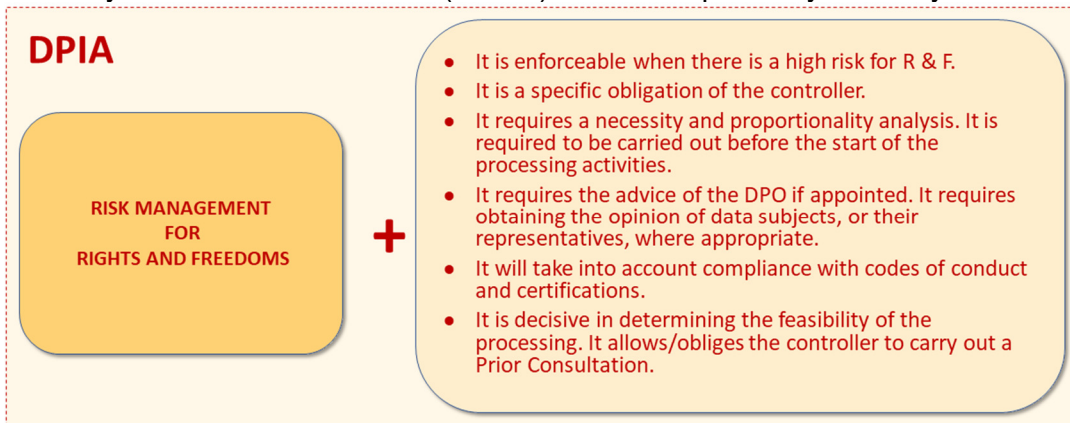 DPIA
RISK MANAGEMENT
FOR
RIGHTS AND FREEDOMS
+
● It is enforceable when there is a high risk for R & F.
● It is a specific obligation of the controller.
● It requires a necessity and proportionality analysis. It is
required to be carried out before the start of the
processing activities.
● It requires the advice of the DPO if appointed. It requires
obtaining the opinion of data subjects, or their
representatives, where appropriate.
● It will take into account compliance with codes of conduct
and certifications.
● It is decisive in determining the feasibility of the
processing. It allows/obliges the controller to carry out a
Prior Consultation.